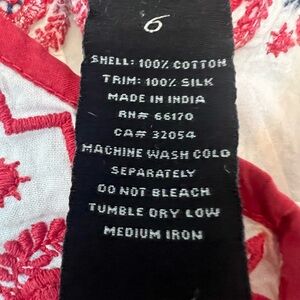 6
SHELL: 100% COTTON
TRIM: 100% SILK
MADE IN INDIA
RN# 66170
CA# 32054
MACHINE WASH COLD
SEPARATELY
DO NOT BLEACH
TUMBLE DRY LOW
MEDIUM IRON